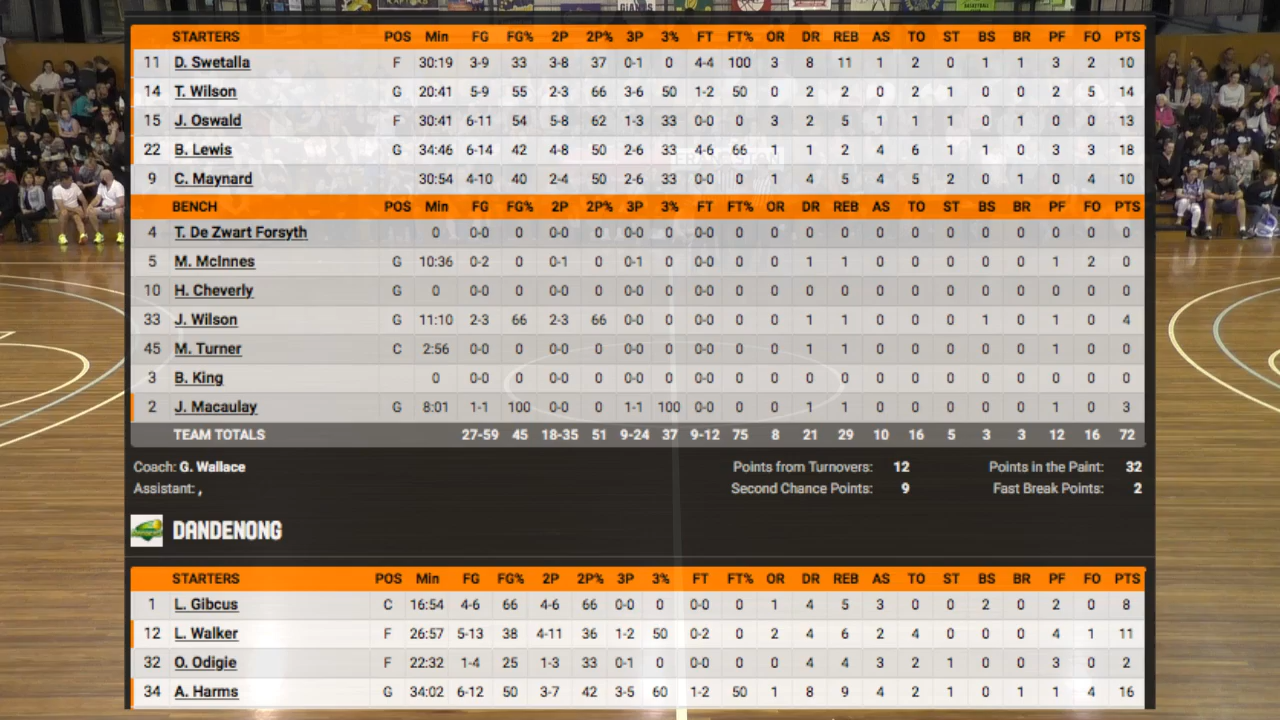 GIANTS
STARTERS POS Min FG FG% 2P 2P% 3P 3% FT FT% OR DR REB AS TO ST BS BR PF FO PTS
11 D. Swetalla F 30:19 3-9 33 3-8 37 0-1 0 4-4 100 3 8 11 1 2 0 1 1 3 2 10
14 T. Wilson G 20:41 5-9 55 2-3 66 3-6 50 1-2 50 0 2 2 0 2 1 0 0 2 5 14
15 J. Oswald F 30:41 6-11 54 5-8 62 1-3 33 0-0 0 3 2 5 1 1 1 0 1 0 0 13
22 B. Lewis G 34:46 6-14 42 4-8 50 2-6 33 4-6 66 1 1 2 4 6 1 1 0 3 3 18
9 C. Maynard 30:54 4-10 40 2-4 50 2-6 33 0-0 0 1 4 5 4 5 2 0 1 0 4 10
BENCH POS Min FG FG% 2P 2P% 3P 3% FT FT% OR DR REB AS TO ST BS BR PF FO PTS
4 T. De Zwart Forsyth 0 0-0 0 0-0 0 0-0 0 0-0 0 0 0 0 0 0 0 0 0 0 0 0
5 M. McInnes G 10:36 0-2 0 0-1 0 0-1 0 0-0 0 0 1 1 0 0 0 0 0 1 2 0
10 H. Cheverly G 0 0-0 0 0-0 0 0-0 0 0-0 0 0 0 0 0 0 0 0 0 0 0 0
33 J. Wilson G 11:10 2-3 66 2-3 66 0-0 0 0-0 0 0 1 1 0 0 0 1 0 1 0 4
45 M. Turner C 2:56 0-0 0 0-0 0 0-0 0 0-0 0 0 1 1 0 0 0 0 0 1 0 0
3 B. King 0 0-0 0 0-0 0 0-0 0 0-0 0 0 0 0 0 0 0 0 0 0 0 0
2 J. Macaulay G 8:01 1-1 100 0-0 0 1-1 100 0-0 0 0 1 1 0 0 0 0 0 1 0 3
TEAM TOTALS 27-59 45 18-35 51 9-24 37 9-12 75 8 21 29 10 16 5 3 3 12 16 72
Coach: G. Wallace Points from Turnovers: 12 Points in the Paint: 32
Assistant: , Second Chance Points: 9 Fast Break Points: 2
DANDENONG
STARTERS POS Min FG FG% 2P 2P% 3P 3% FT FT% OR DR REB AS TO ST BS BR PF FO PTS
1 L. Gibcus C 16:54 4-6 66 4-6 66 0-0 0 0-0 0 1 4 5 3 0 0 2 0 2 0 8
12 L. Walker F 26:57 5-13 38 4-11 36 1-2 50 0-2 0 2 4 6 2 4 0 0 0 4 1 11
32 O. Odigie F 22:32 1-4 25 1-3 33 0-1 0 0-0 0 0 4 4 3 2 1 0 0 3 0 2
34 A. Harms G 34:02 6-12 50 3-7 42 3-5 60 1-2 50 1 8 9 4 2 1 0 1 1 4 16